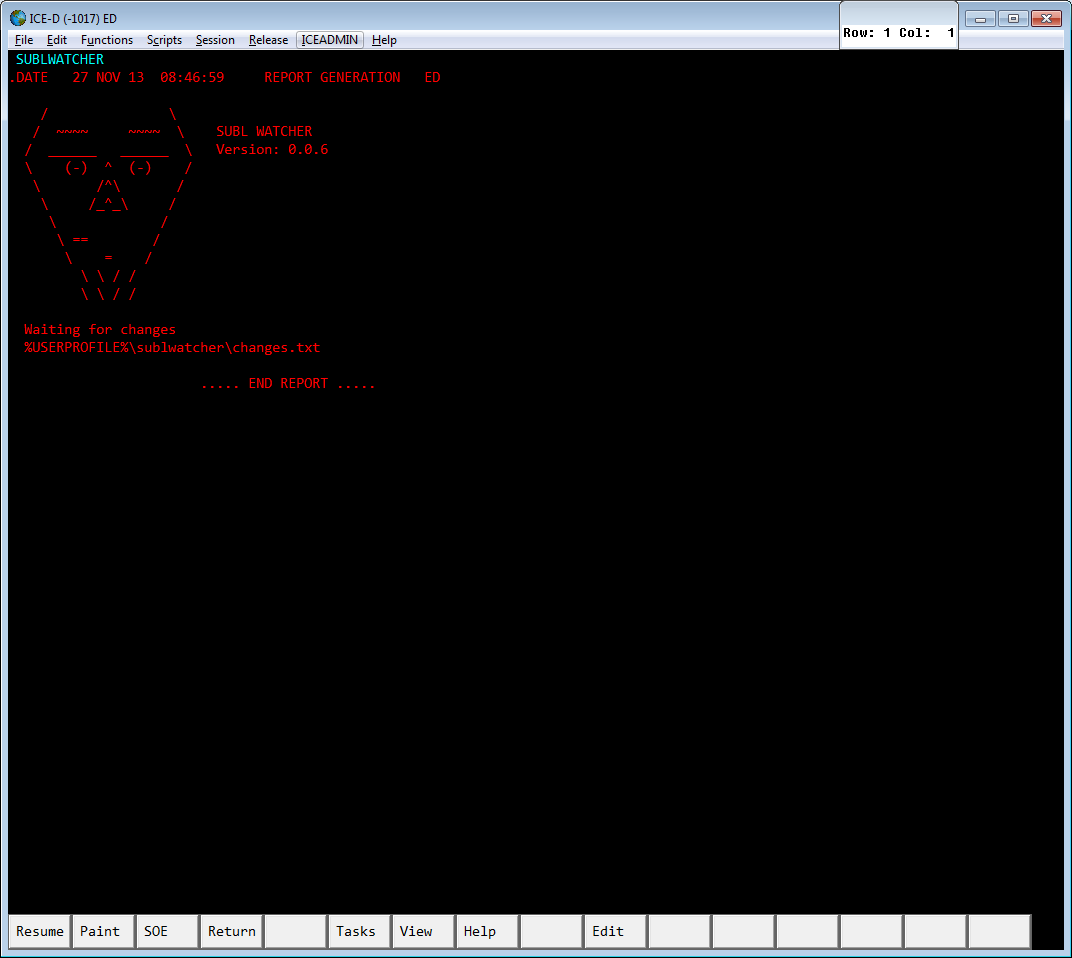 ICE-D (-1017) ED
Row: 1 Col: 1
File Edit Functions Scripts Session Release ICEADMIN Help
SUBLWATCHER
.DATE 27 NOV 13 08:46:59 REPORT GENERATION ED
/ \
/ ~~~~ ~~~~ \ SUBL WATCHER
/ ______ ______ \ Version: 0.0.6
\ (-) ^ (-) /
\ /^\ /
\ /_^_\ /
\ /
\ == /
\ = /
\ \ / /
\ \ / /
Waiting for changes
%USERPROFILE%\sublwatcher\changes.txt
..... END REPORT .....
Resume Paint SOE Return Tasks View Help Edit